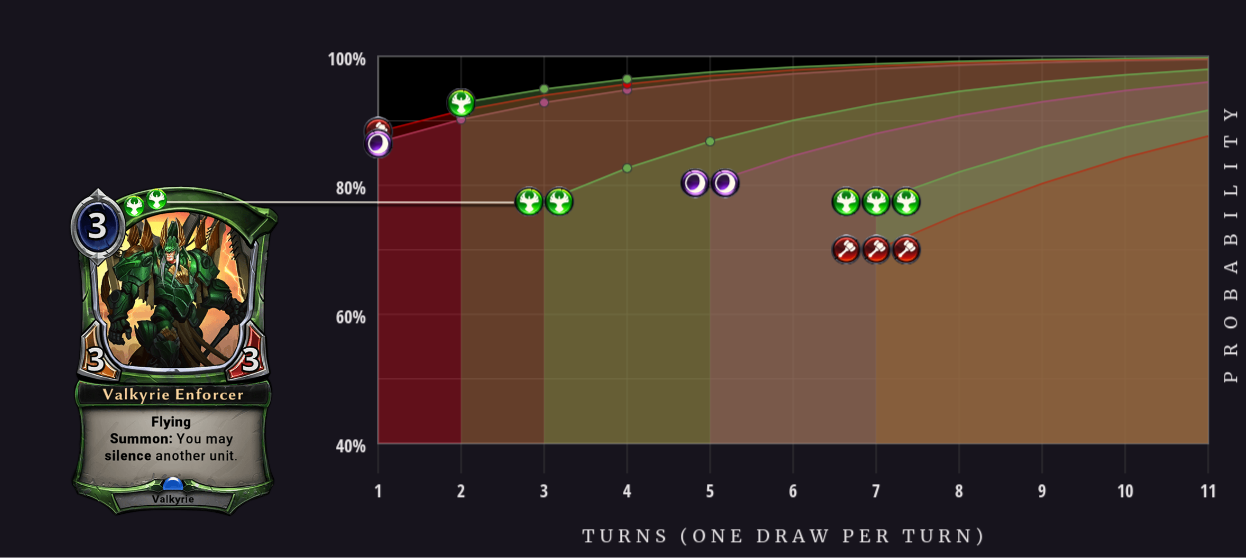 3
3
3
Valkyrie Enforcer
Flying
Summon: You may
silence another unit.
Valkyrie
100%
80%
60%
40%
1 2 3 4 5 6 7 8 9 10 11
TURNS (ONE DRAW PER TURN)
PROBABILITY